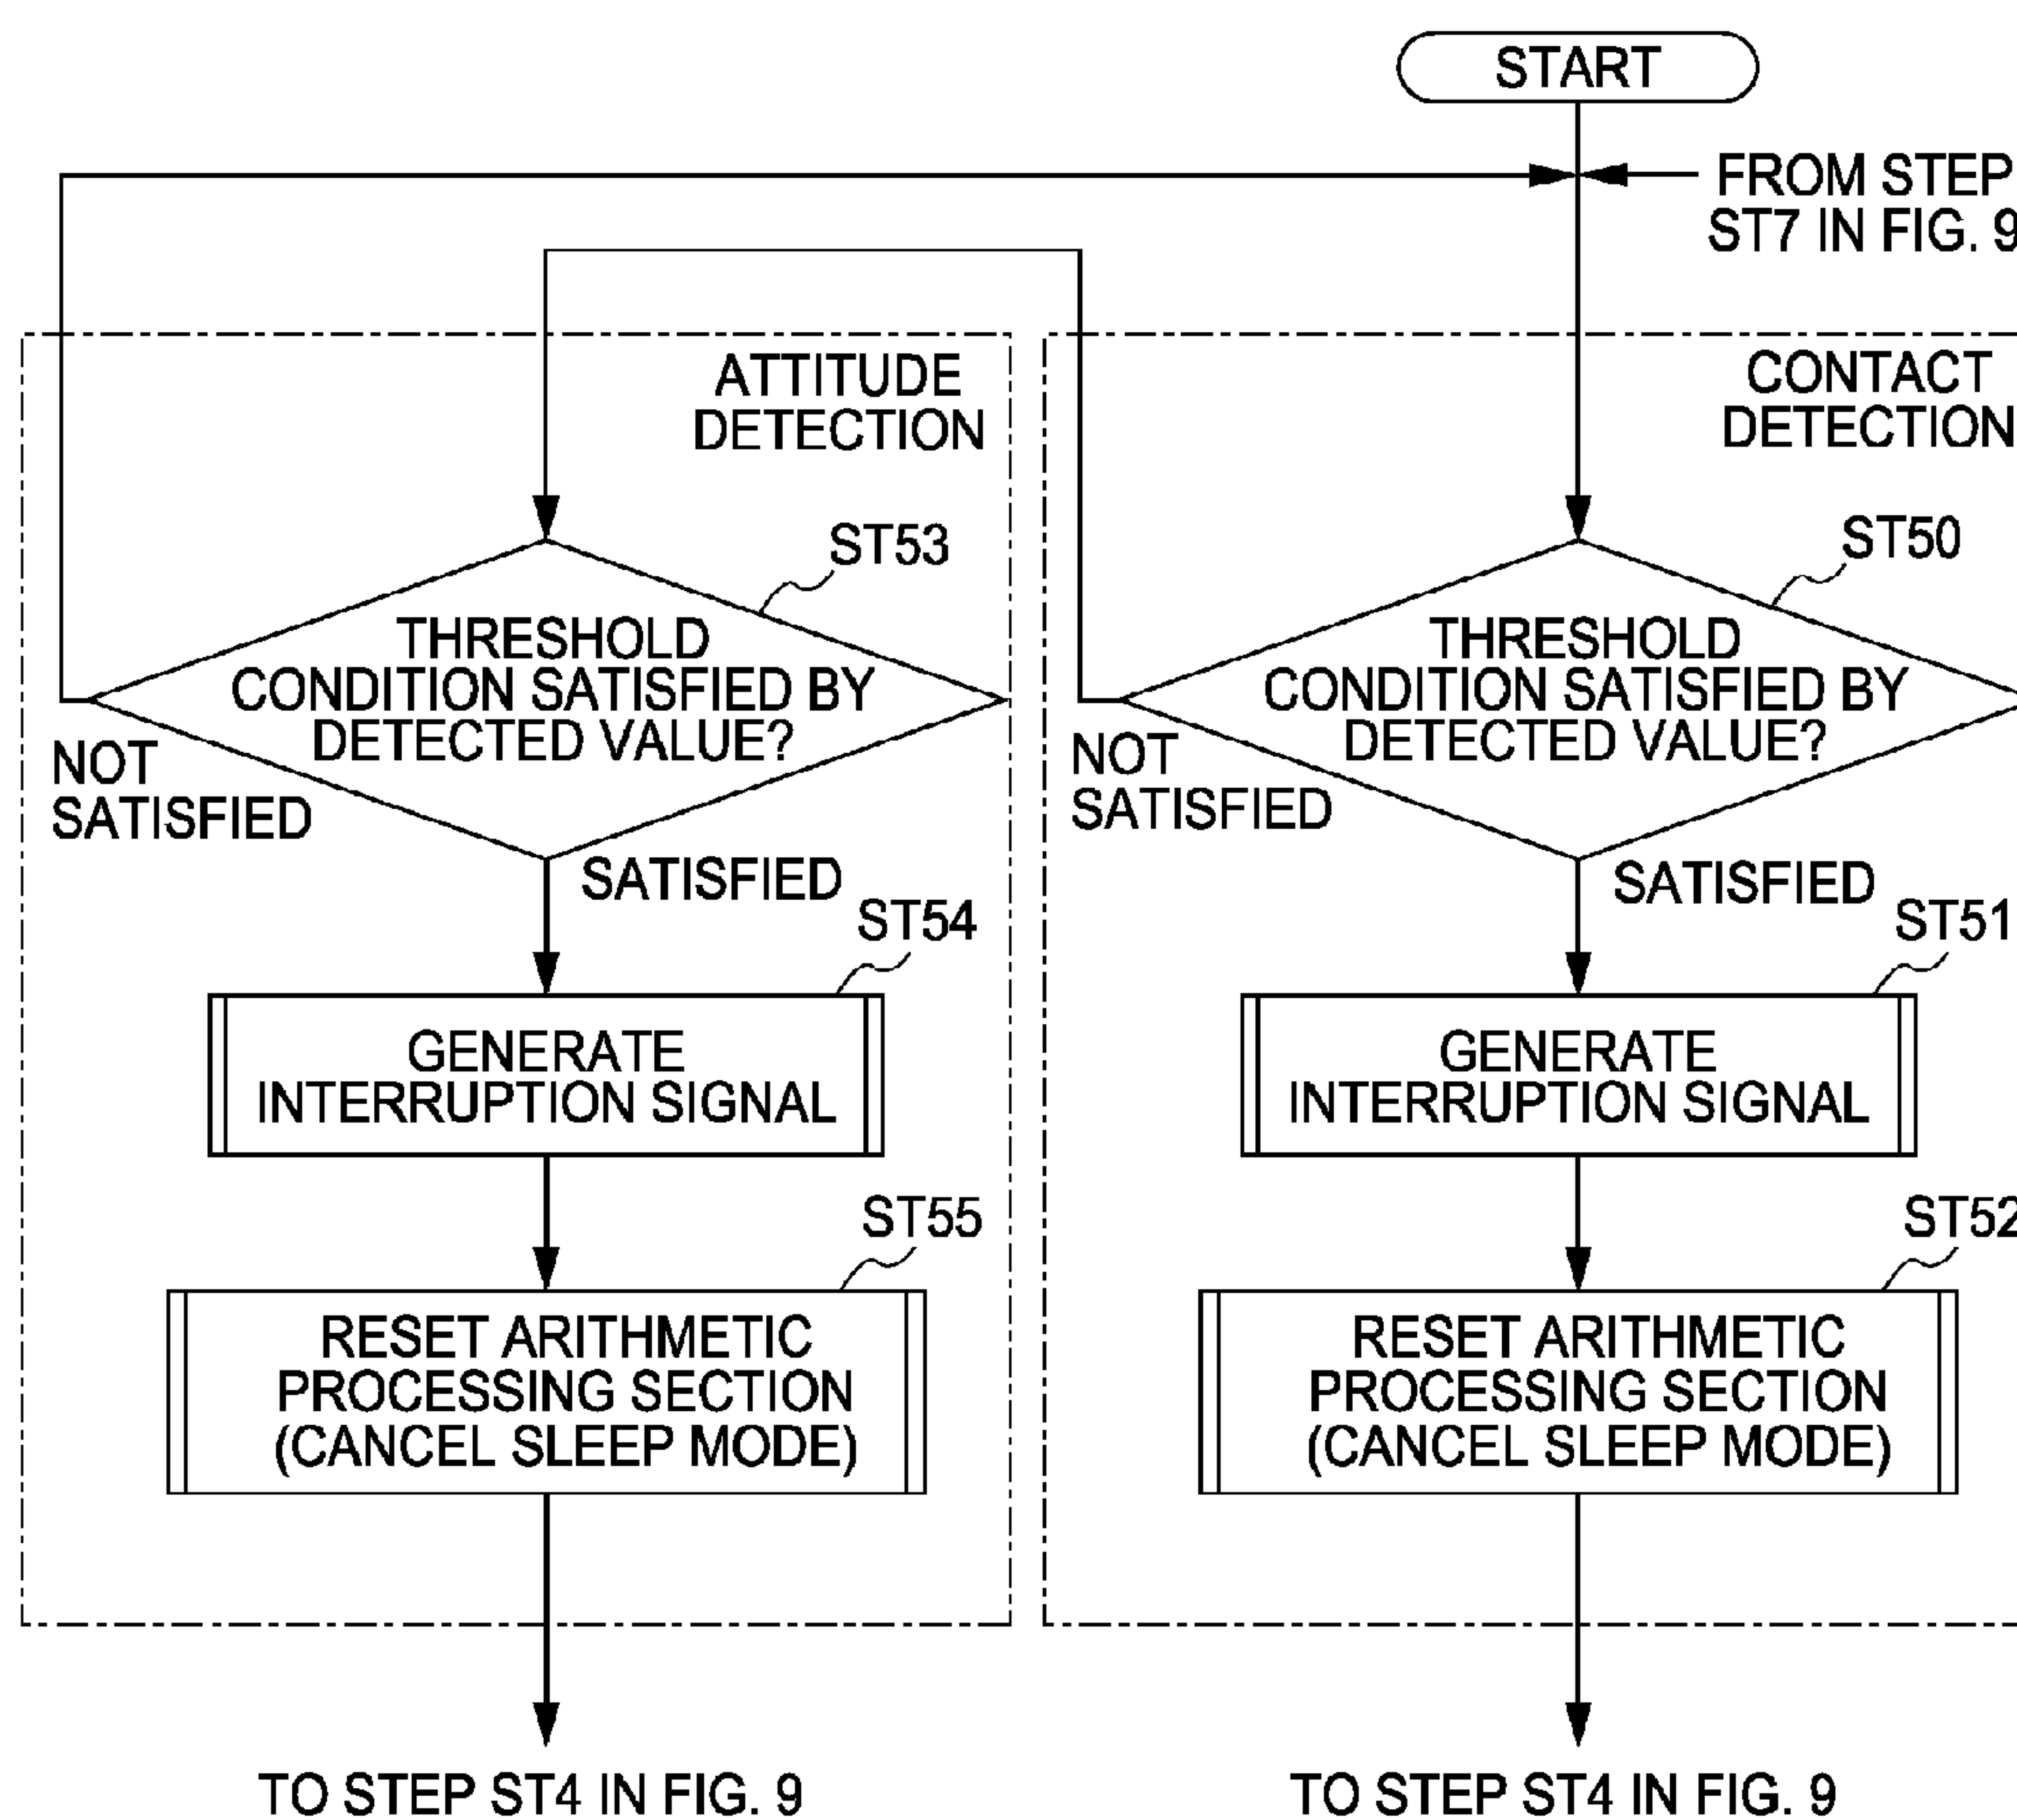 START
FROM STEP
ST7 IN FIG. 9
ATTITUDE
DETECTION
CONTACT
DETECTION
ST53
THRESHOLD
CONDITION SATISFIED BY
DETECTED VALUE?
NOT
SATISFIED
SATISFIED
ST50
THRESHOLD
CONDITION SATISFIED BY
DETECTED VALUE?
NOT
SATISFIED
SATISFIED
ST54
GENERATE
INTERRUPTION SIGNAL
ST51
GENERATE
INTERRUPTION SIGNAL
ST55
RESET ARITHMETIC
PROCESSING SECTION
(CANCEL SLEEP MODE)
ST52
RESET ARITHMETIC
PROCESSING SECTION
(CANCEL SLEEP MODE)
TO STEP ST4 IN FIG. 9
TO STEP ST4 IN FIG. 9